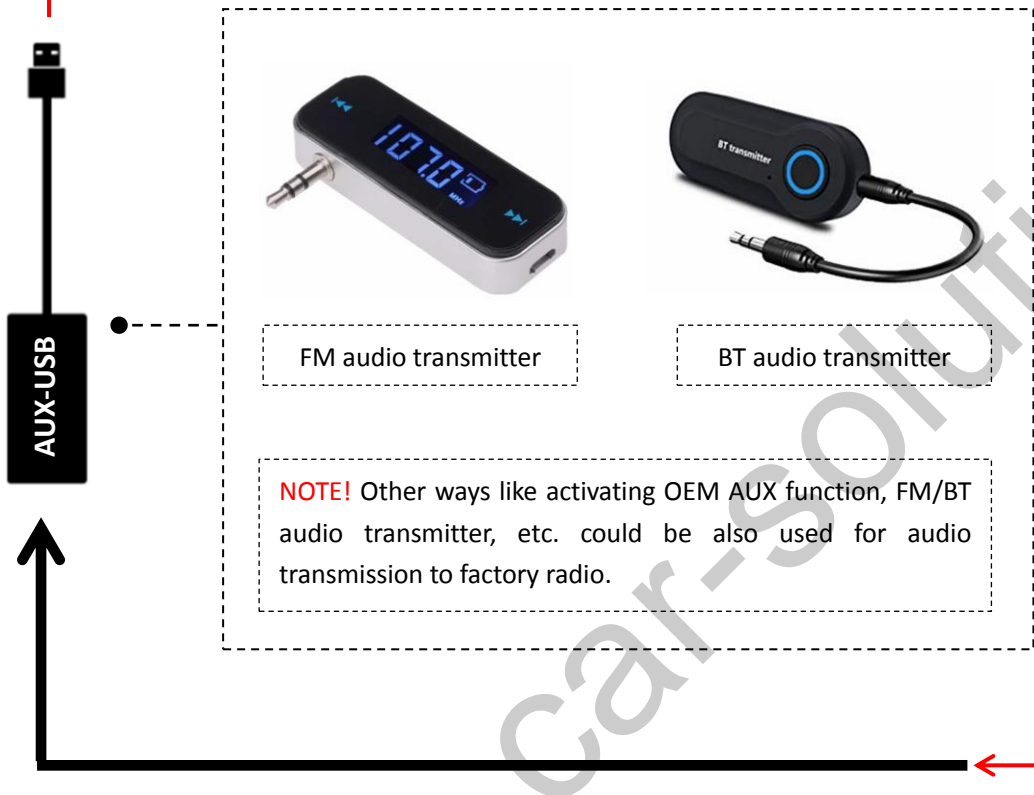 107.0
MHz
BT transmitter
FM audio transmitter
BT audio transmitter
AUX-USB
NOTE! Other ways like activating OEM AUX function, FM/BT
audio transmitter, etc. could be also used for audio
transmission to factory radio.
car-soluti